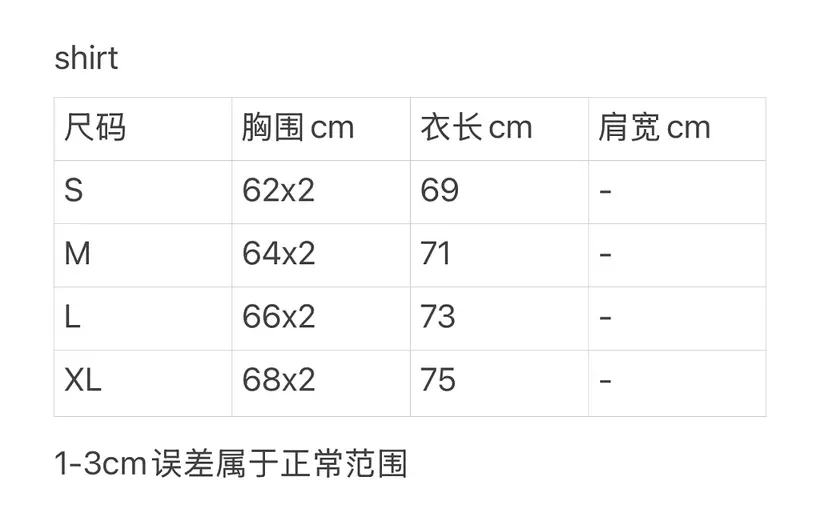 shirt
尺码 胸围cm 衣长cm 肩宽cm
S 62x2 69 -
M 64x2 71 -
L 66x2 73 -
XL 68x2 75 -
1-3cm误差属于正常范围